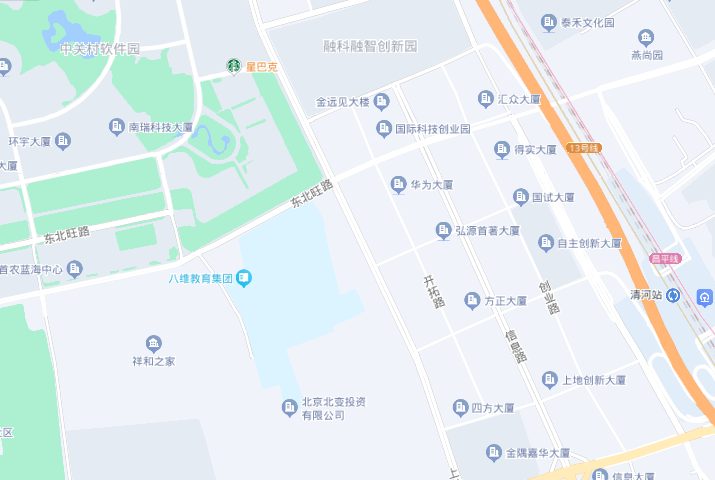 泰禾文化园
中关村软件园
融科融智创新园
燕尚园
星巴克
金远见大楼
汇众大厦
南瑞科技大厦
国际科技创业园
环宇大厦
得实大厦
13号线
大厦
华为大厦
东北旺路
国试大厦
东北旺路
弘源首著大厦
自主创新大厦
昌平线
首农蓝海中心
八维教育集团
开拓路
创业路
方正大厦
清河站
信息路
祥和之家
上地创新大厦
北京北变投资
有限公司
四方大厦
社区
金隅嘉华大厦
上
信息大厦